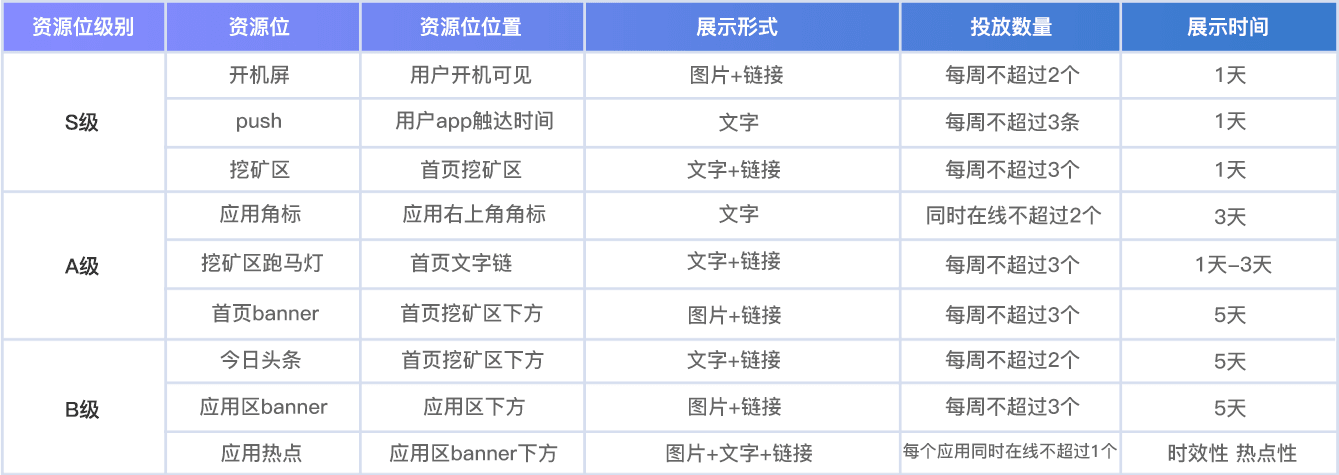 资源位级别 资源位 资源位位置 展示形式 投放数量 展示时间
S级
开机屏 用户开机可见 图片+链接 每周不超过2个 1天
push 用户app触达时间 文字 每周不超过3条 1天
挖矿区 首页挖矿区 文字+链接 每周不超过3个 1天
A级
应用角标 应用右上角角标 文字 同时在线不超过2个 3天
挖矿区跑马灯 首页文字链 文字+链接 每周不超过3个 1天-3天
首页banner 首页挖矿区下方 图片+链接 每周不超过3个 5天
B级
今日头条 首页挖矿区下方 文字+链接 每周不超过2个 5天
应用区banner 应用区下方 图片+链接 每周不超过3个 5天
应用热点 应用区banner下方 图片+文字+链接 每个应用同时在线不超过1个 时效性 热点性